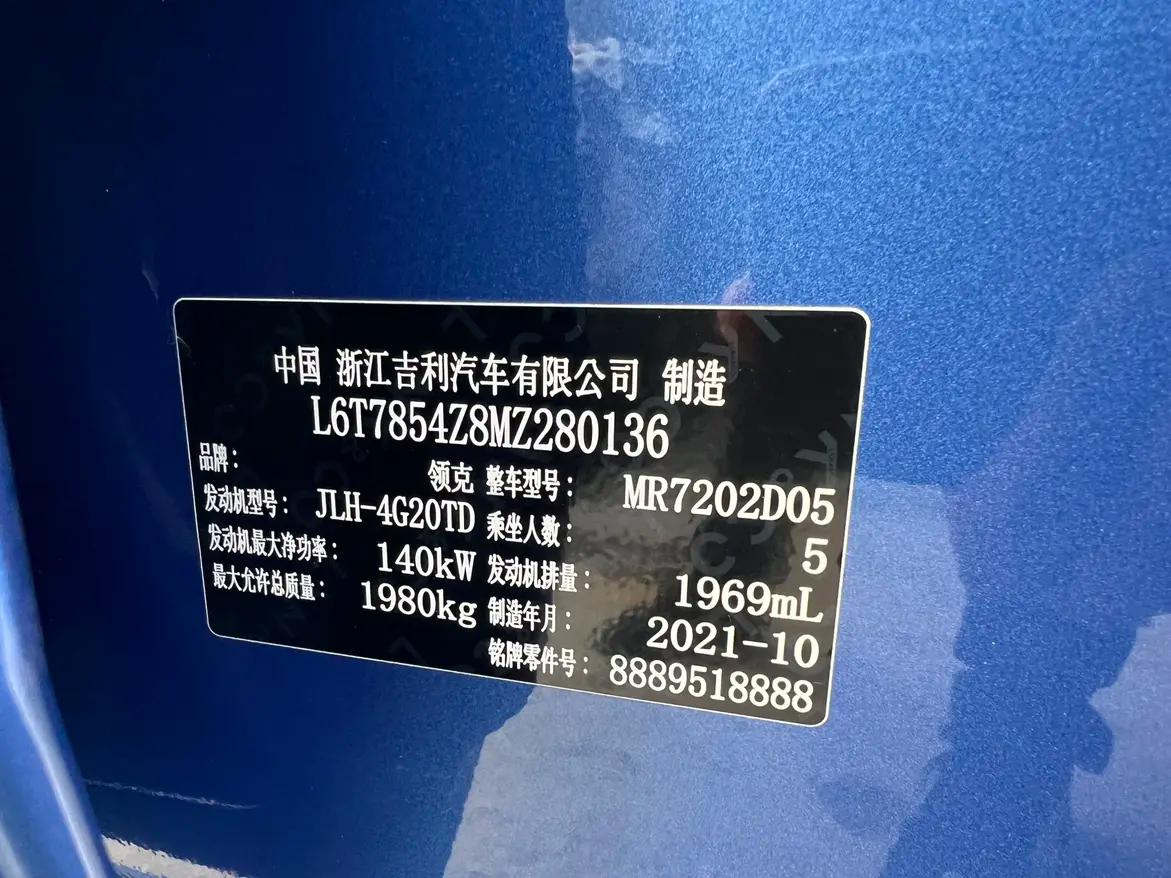 中国 浙江吉利汽车有限公司 制造
L6T7854Z8MZ280136
品牌： 领克 整车型号： MR7202D05
发动机型号： JLH-4G20TD 乘坐人数： 5
发动机最大净功率： 140kW 发动机排量： 1969mL
最大允许总质量： 1980kg 制造年月： 2021-10
铭牌零件号： 8889518888